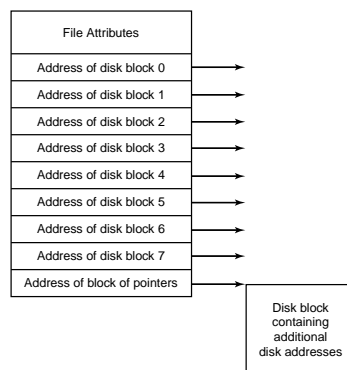 File Attributes
Address of disk block 0
Address of disk block 1
Address of disk block 2
Address of disk block 3
Address of disk block 4
Address of disk block 5
Address of disk block 6
Address of disk block 7
Address of block of pointers
Disk block
containing
additional
disk addresses